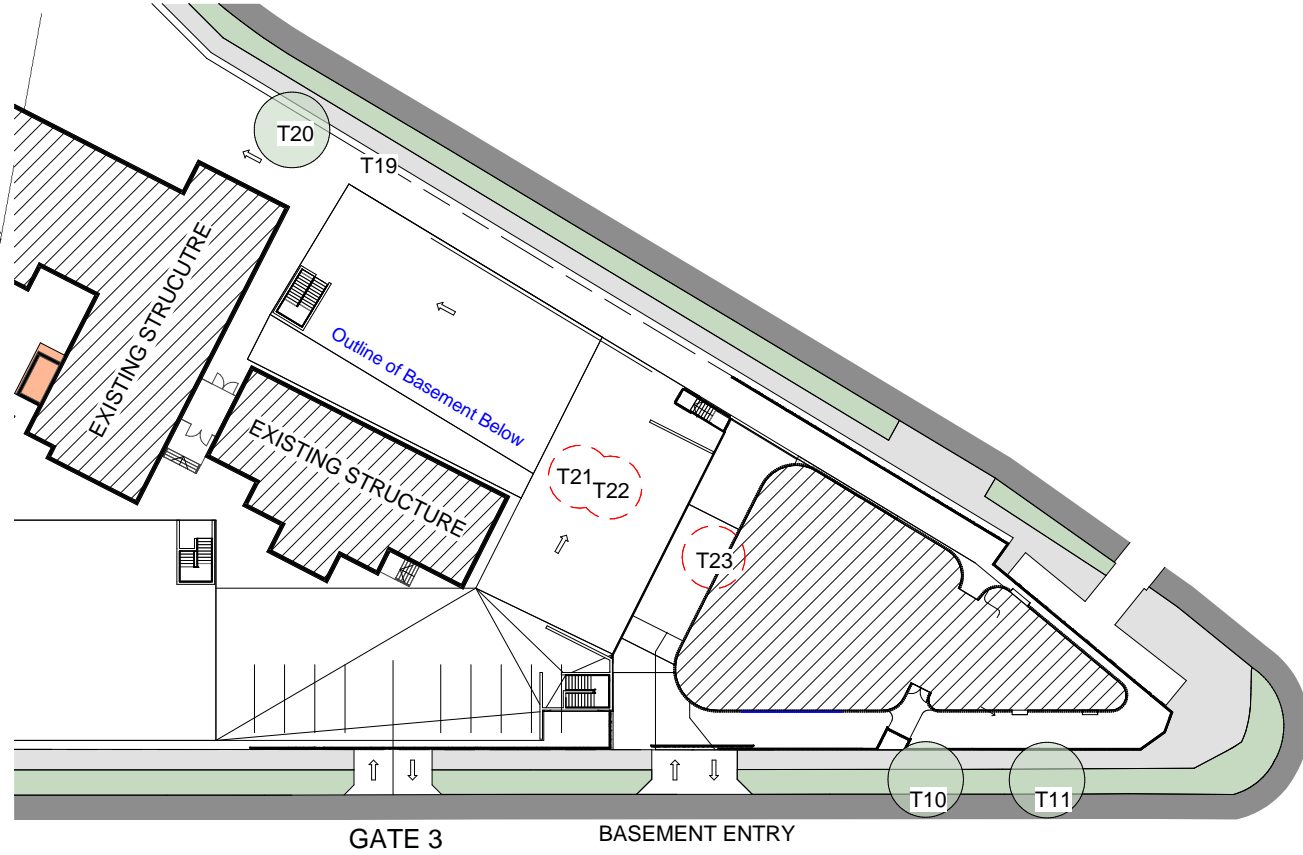 T20
T19
EXISTING STRUCUTRE
Outline of Basement Below
EXISTING STRUCTURE
T21
T22
T23
T10
T11
GATE 3
BASEMENT ENTRY